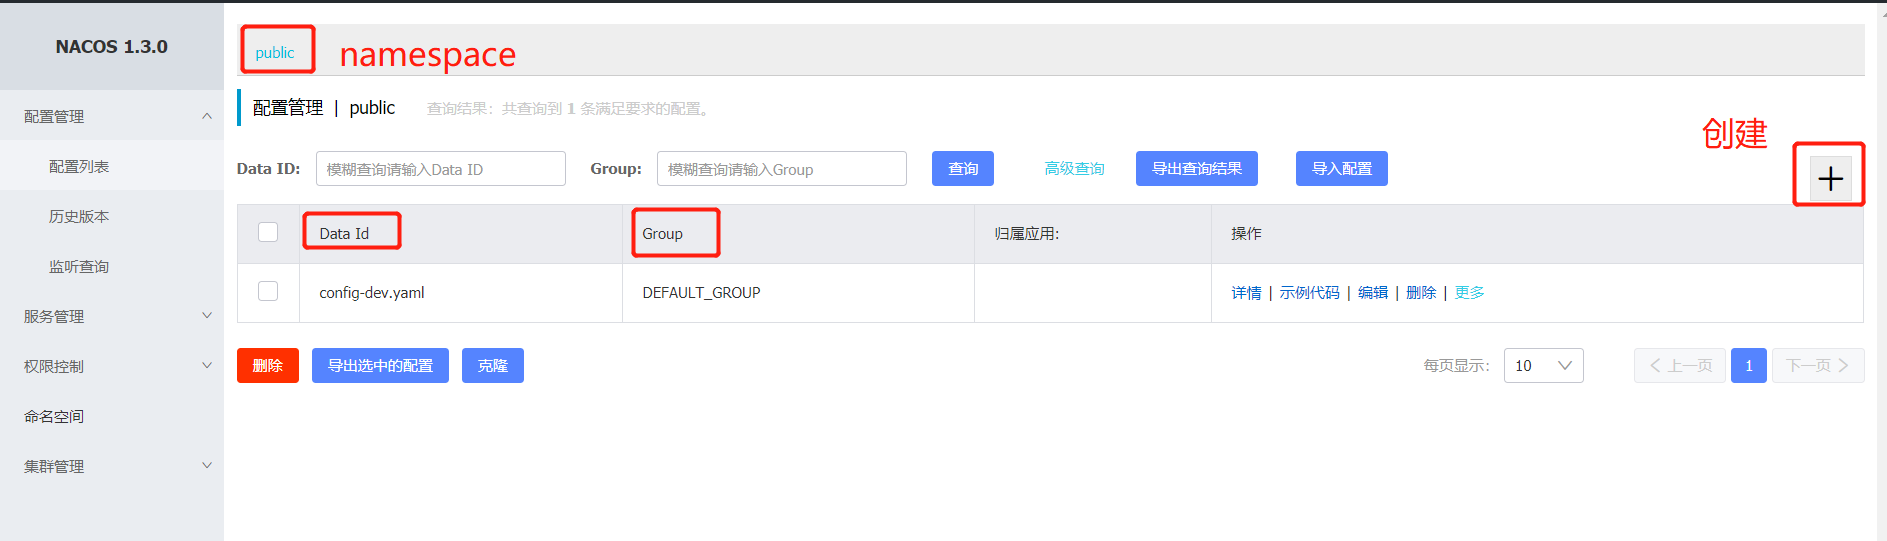 NACOS 1.3.0
配置管理
配置列表
历史版本
监听查询
服务管理
权限控制
命名空间
集群管理
public namespace
配置管理 | public 查询结果：共查询到 1 条满足要求的配置。
创建
Data ID: 模糊查询请输入Data ID Group: 模糊查询请输入Group 查询 高级查询 导出查询结果 导入配置 +
Data Id Group 归属应用: 操作
config-dev.yaml DEFAULT_GROUP 详情 | 示例代码 | 编辑 | 删除 | 更多
删除 导出选中的配置 克隆 每页显示: 10 上一页 1 下一页